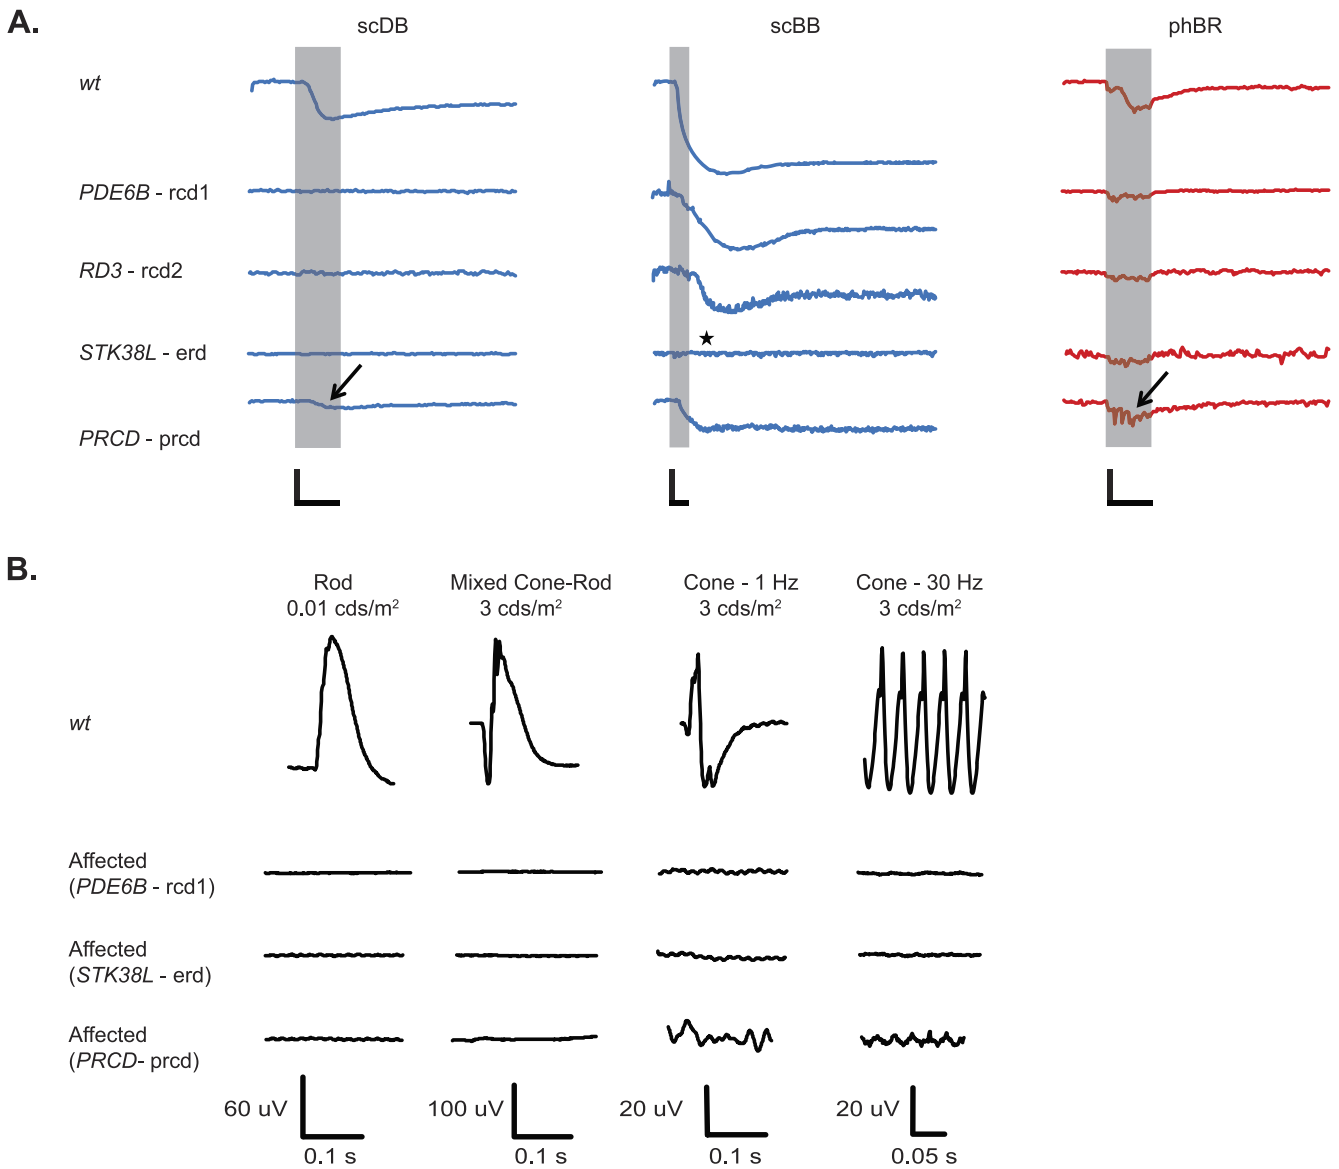 A.
scDB scBB phBR
wt
PDE6B - rcd1
RD3 - rcd2
STK38L - erd
PRCD - prcd
B.
Rod Mixed Cone-Rod Cone - 1 Hz Cone - 30 Hz
0.01 cds/m² 3 cds/m² 3 cds/m² 3 cds/m²
wt
Affected
(PDE6B - rcd1)
Affected
(STK38L - erd)
Affected
(PRCD- prcd)
60 uV 100 uV 20 uV 20 uV
0.1 s 0.1 s 0.1 s 0.05 s